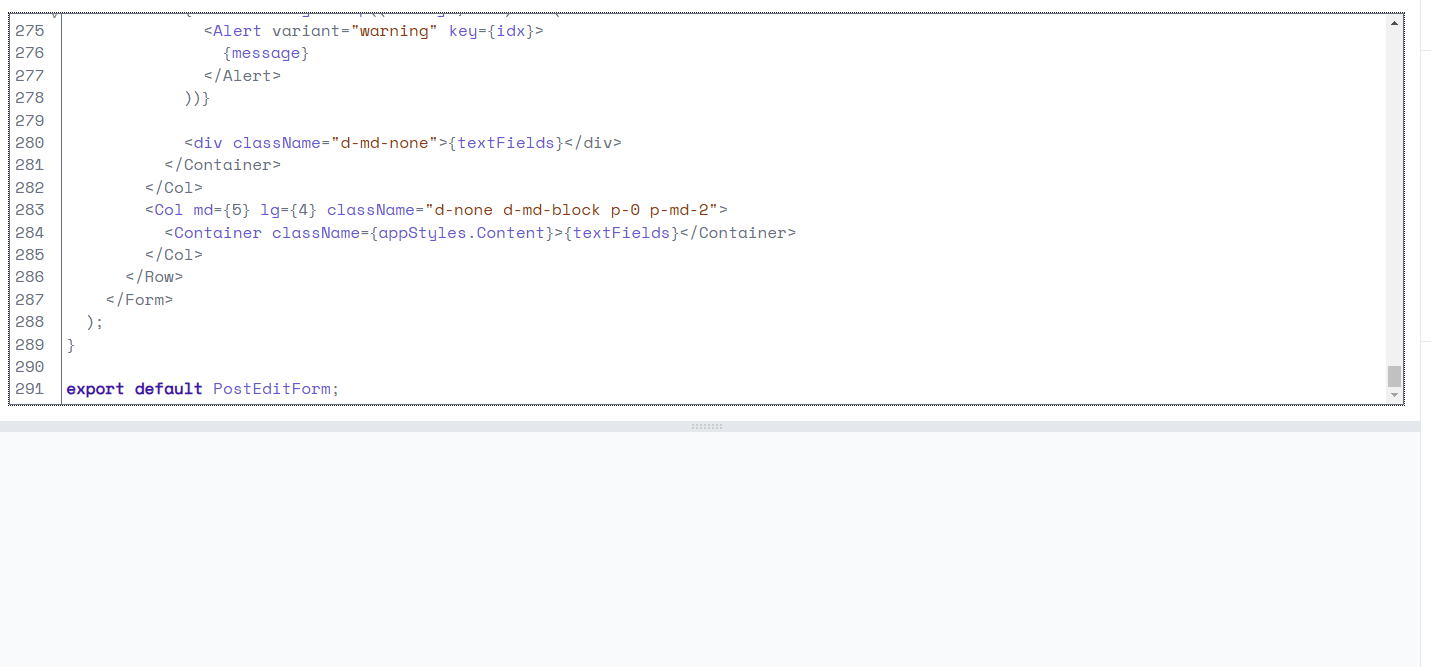 275 <Alert variant="warning" key={idx}>
276 {message}
277 </Alert>
278 ))}
279
280 <div className="d-md-none">{textFields}</div>
281 </Container>
282 </Col>
283 <Col md={5} lg={4} className="d-none d-md-block p-0 p-md-2">
284 <Container className={appStyles.Content}>{textFields}</Container>
285 </Col>
286 </Row>
287 </Form>
288 );
289 }
290
291 export default PostEditForm;